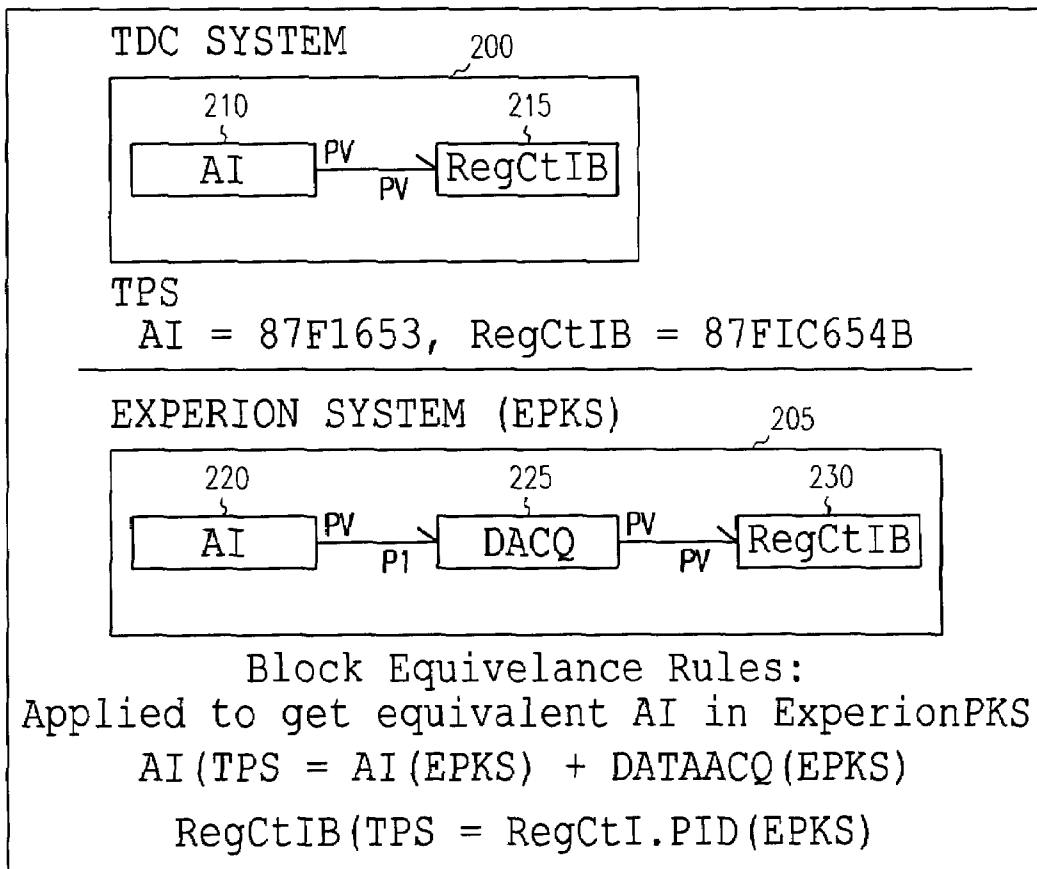 TDC SYSTEM
200
210 215
AI PV PV RegCtIB
TPS
AI = 87F1653, RegCtIB = 87FIC654B
EXPERION SYSTEM (EPKS)
205
220 225 230
AI PV P1 DACQ PV PV RegCtIB
Block Equivelance Rules:
Applied to get equivalent AI in ExperionPKS
AI(TPS = AI(EPKS) + DATAACQ(EPKS)
RegCtIB(TPS = RegCtI.PID(EPKS)